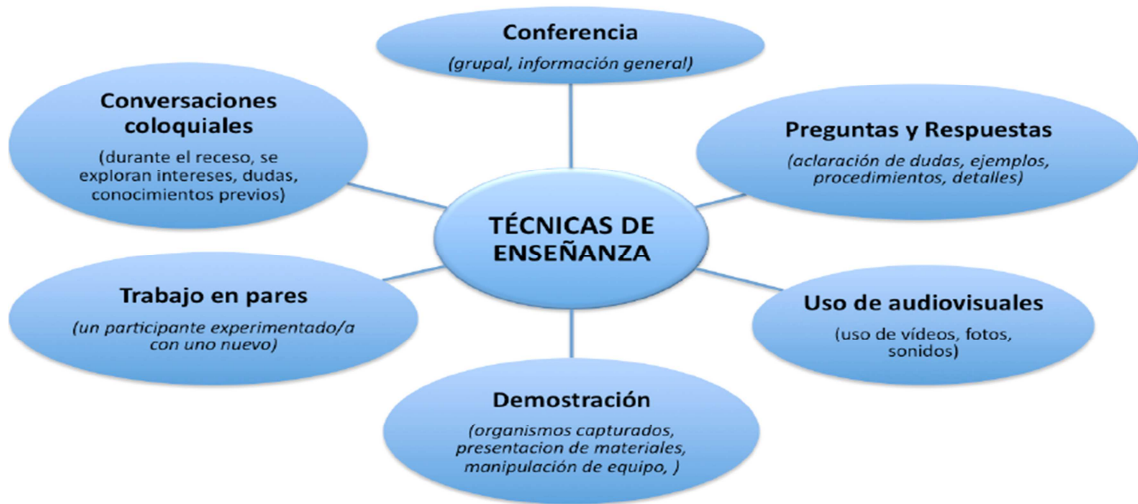 Conferencia
(grupal, información general)
Conversaciones
coloquiales
(durante el receso, se
exploran intereses, dudas,
conocimientos previos)
Preguntas y Respuestas
(aclaración de dudas, ejemplos,
procedimientos, detalles)
TÉCNICAS DE
ENSEÑANZA
Trabajo en pares
(un participante experimentado/a
con uno nuevo)
Uso de audiovisuales
(uso de vídeos, fotos,
sonidos)
Demostración
(organismos capturados,
presentacion de materiales,
manipulación de equipo, )